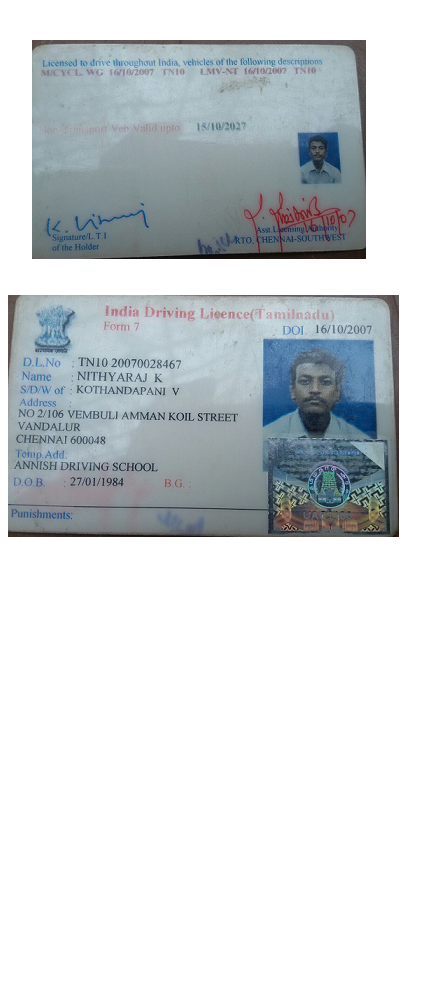 Licensed to drive throughout India, vehicles of the following descriptions
M/CYCL. WG 16/10/2007 TN10 LMV-NT 16/10/2007 TN10
Veh Valid upto 15/10/2027
Signature/L.T.I
of the Holder
Asst.Licensing Authority
RTO, CHENNAI-SOUTHWEST
India Driving Licence(Tamilnadu)
Form 7
DOI 16/10/2007
D.L.No : TN10 20070028467
Name : NITHYARAJ K
S/D/W of : KOTHANDAPANI V
Address :
NO 2/106 VEMBULI AMMAN KOIL STREET
VANDALUR
CHENNAI 600048
Temp.Add.
ANNISH DRIVING SCHOOL
D.O.B : 27/01/1984 B.G. :
Punishments: